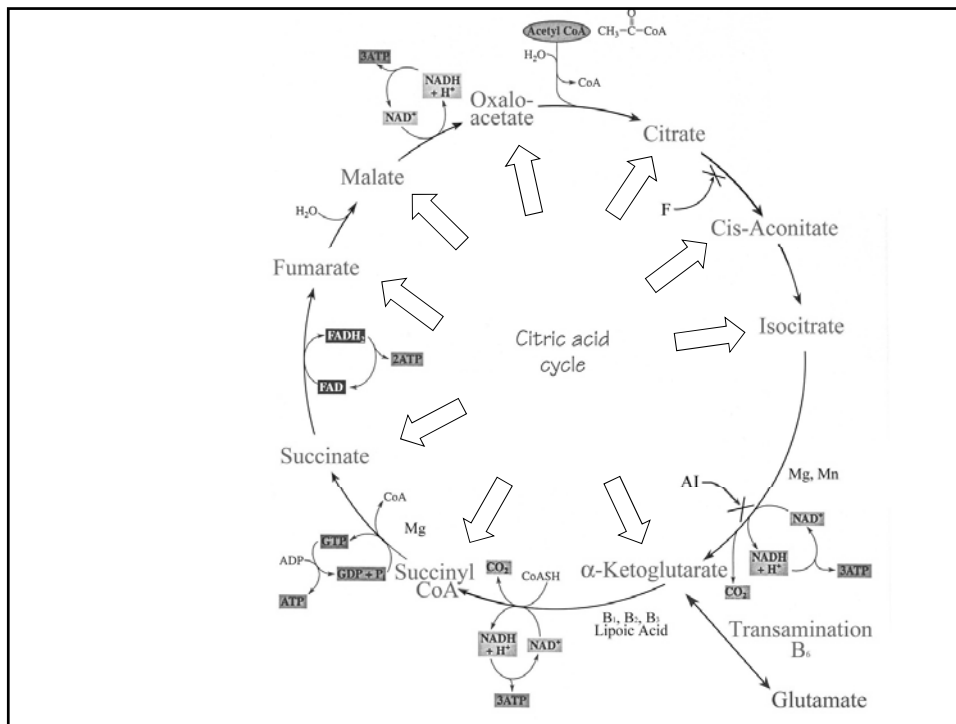 Acetyl CoA
O
CH₃-C-CoA
H₂O
CoA
3ATP
NADH
+ H⁺
NAD⁺
Oxalo-
acetate
Citrate
Malate
F
H₂O
Cis-Aconitate
Fumarate
Isocitrate
Citric acid
cycle
FADH₂
2ATP
FAD
Succinate
Mg, Mn
AI
CoA
NAD⁺
Mg
GTP
ADP
GDP + Pᵢ
NADH
+ H⁺
3ATP
CO₂
CO₂
CoASH
Succinyl
CoA
α-Ketoglutarate
ATP
B₁, B₂, B₃
Lipoic Acid
NADH
+ H⁺
NAD⁺
3ATP
Transamination
B₆
Glutamate